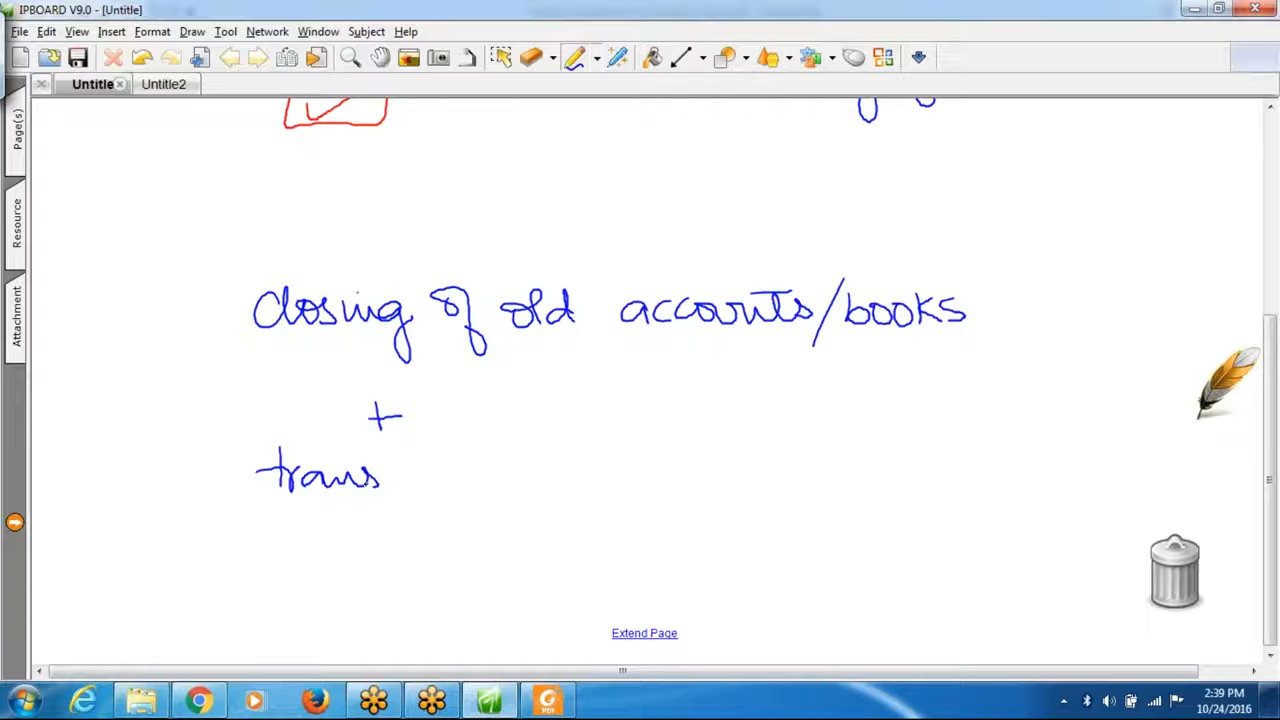 IPBOARD V9.0 - [Untitle]
File Edit View Insert Format Draw Tool Network Window Subject Help
Untitle Untitle2
Page(s)
Resource
Attachment
closing of old accounts/books
+
trans
Extend Page
PDF
2:39 PM
10/24/2016